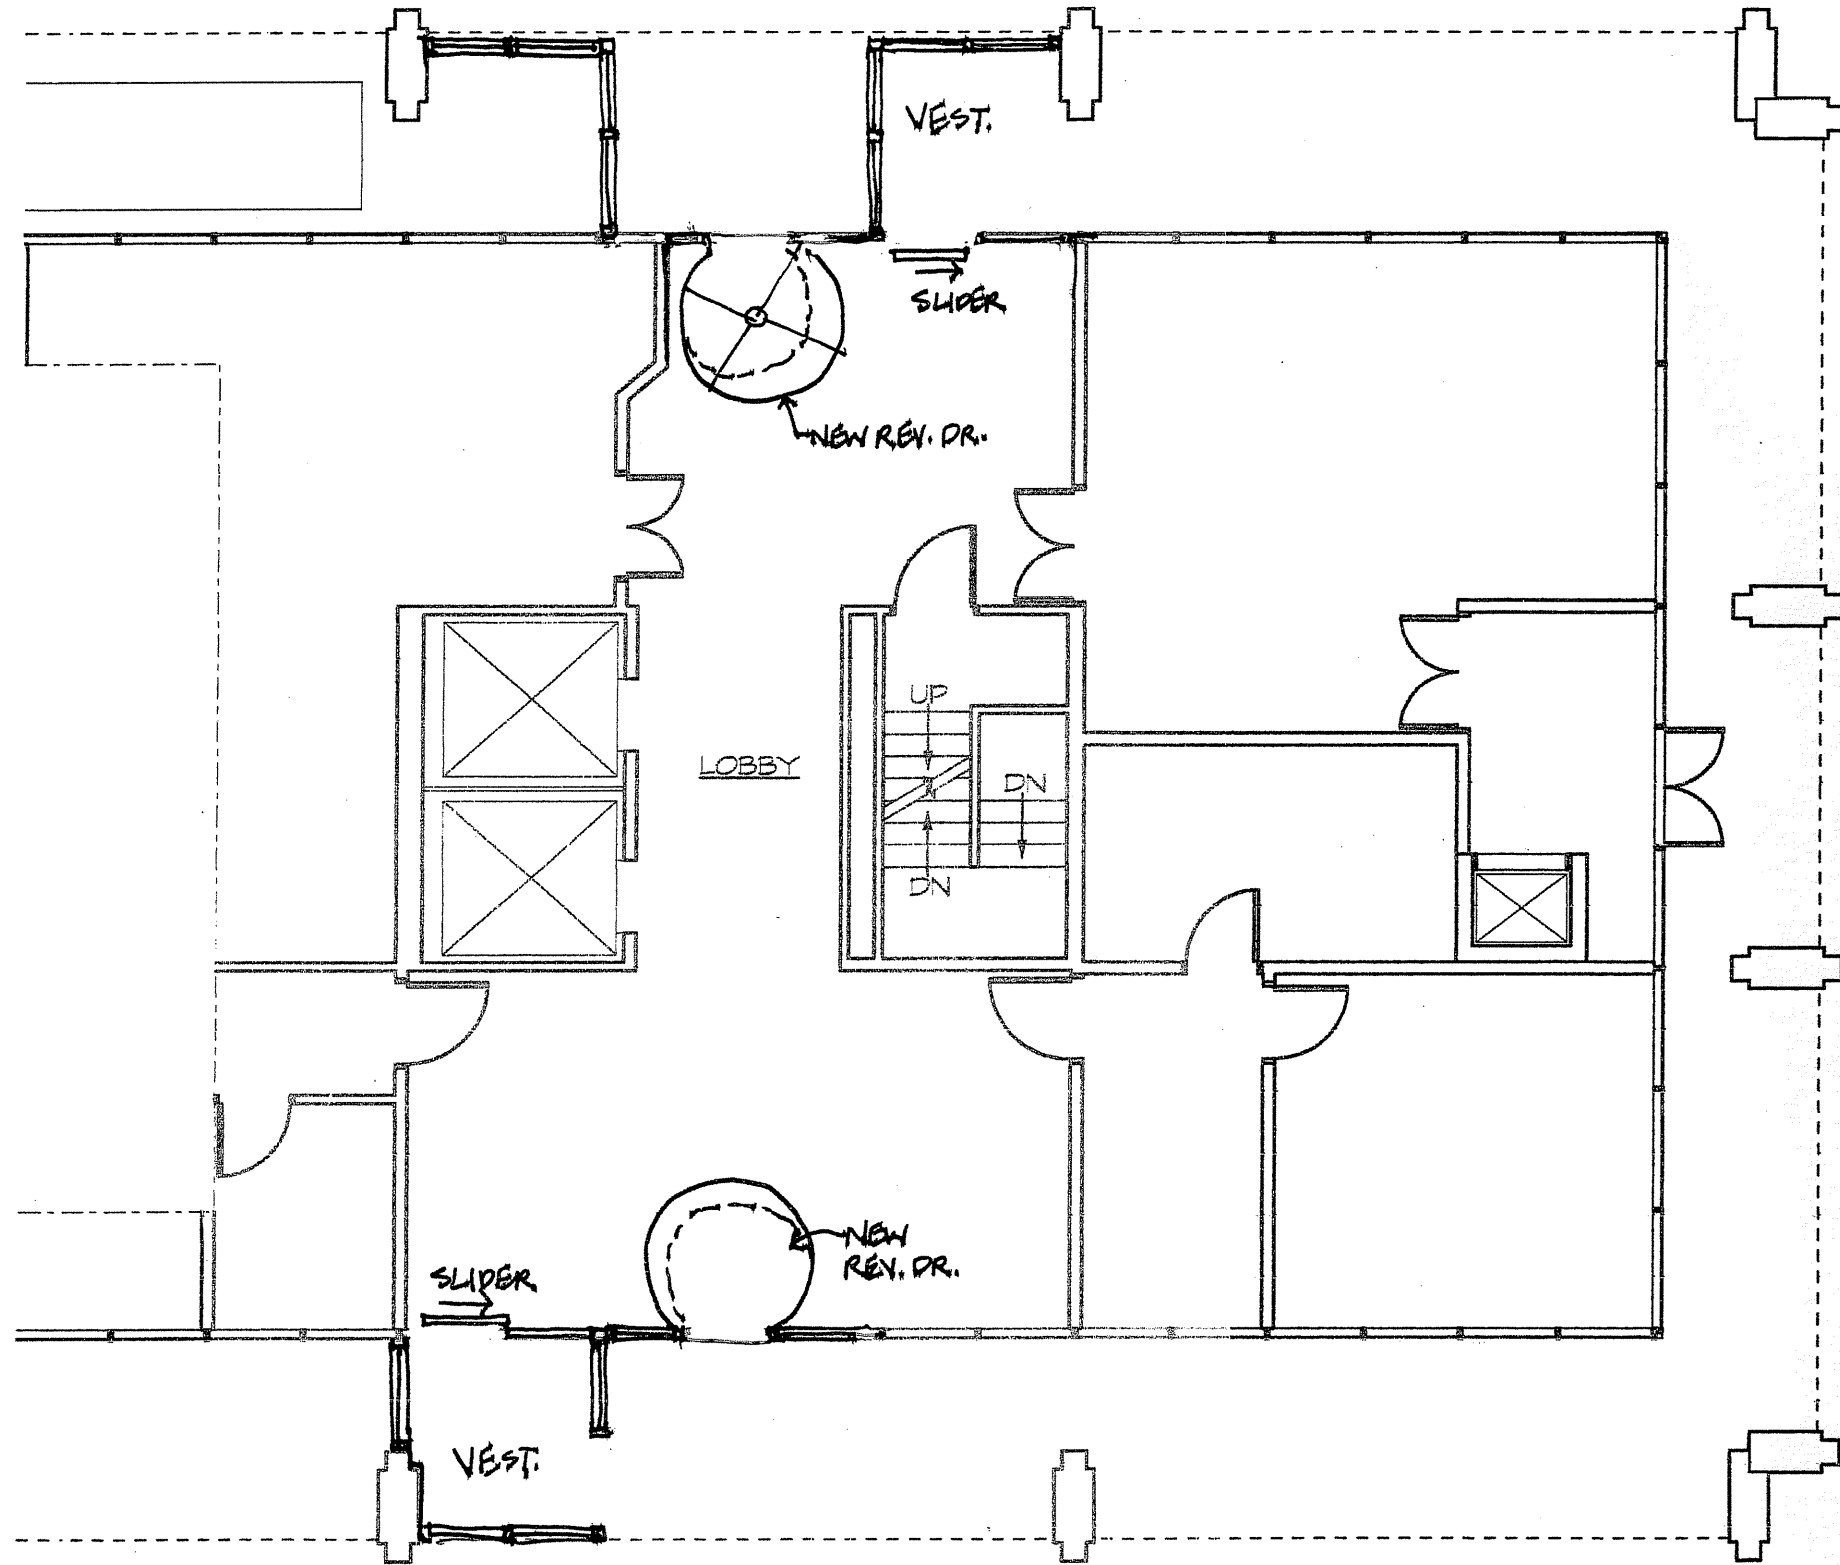 VEST.
SLIDER
NEW REV. DR.
UP
LOBBY
DN
DN
NEW
REV. DR.
SLIDER
VEST.